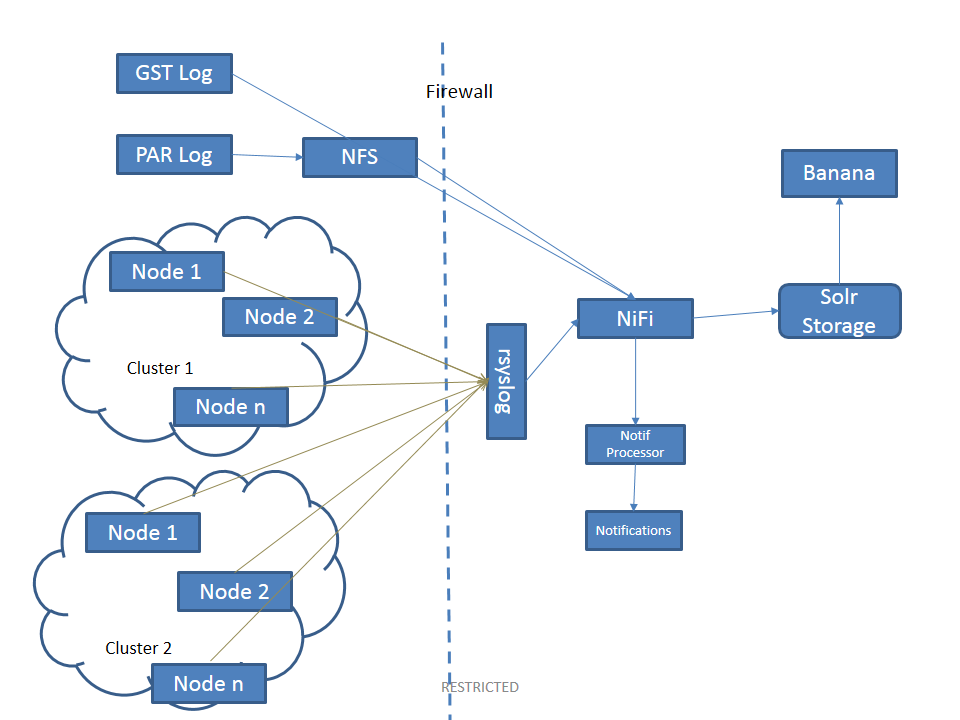 GST Log
Firewall
PAR Log
NFS
Banana
Node 1
Node 2
Cluster 1
Node n
rsyslog
NiFi
Solr
Storage
Notif
Processor
Notifications
Node 1
Node 2
Cluster 2
Node n
RESTRICTED